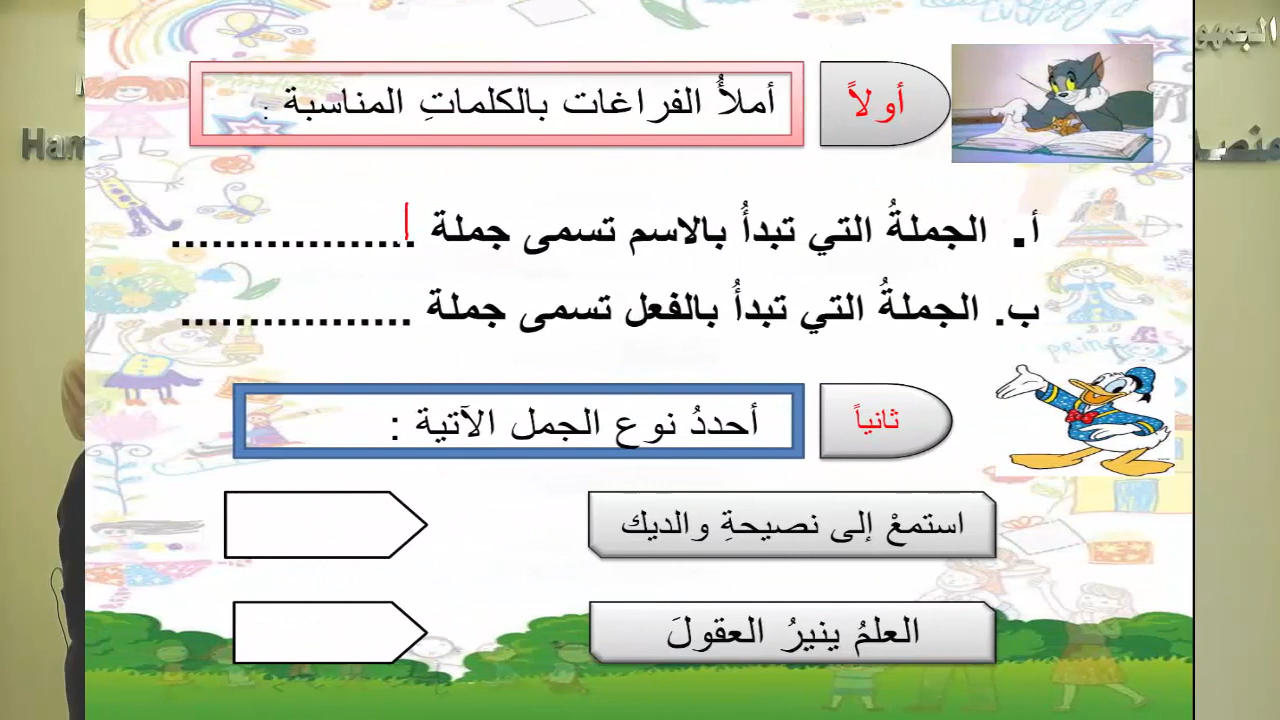 أولاً
أملأُ الفراغات بالكلماتِ المناسبة :
أ. الجملةُ التي تبدأُ بالاسم تسمى جملة .................
ب. الجملةُ التي تبدأُ بالفعل تسمى جملة .................
ثانياً
أحددُ نوع الجمل الآتية :
استمعْ إلى نصيحةِ والديك
العلمُ ينيرُ العقولَ